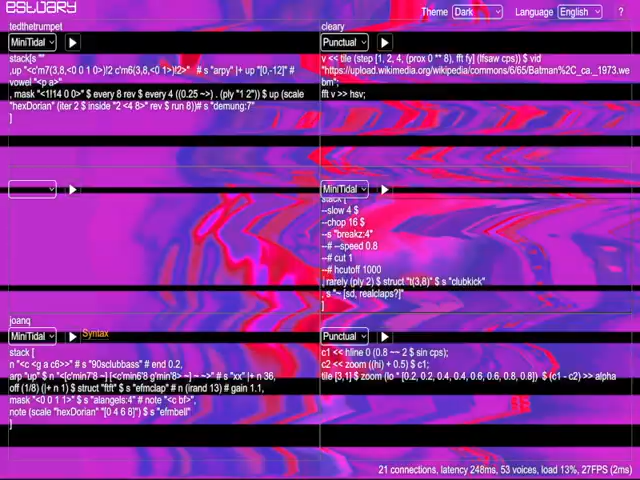 estuary
Theme Dark Language English ?
tedthetrumpet
MiniTidal
stack[s ""
,up "<c'm7(3,8,<0 0 1 0>)!2 c'm6(3,8,<0 1>)!2>" # s "arpy" |+ up "[0,-12]" #
vowel "<p a>"
, mask "<1!14 0 0>" $ every 8 rev $ every 4 ((0.25 ~>) . (ply "1 2")) $ up (scale
"hexDorian" (iter 2 $ inside "2 <4 8>" rev $ run 8))# s "demung:7"
]
cleary
Punctual
v << tile (step [1, 2, 4, (prox 0 ** 8), fft fy] (lfsaw cps)) $ vid
"https://upload.wikimedia.org/wikipedia/commons/6/65/Batman%2C_ca._1973.we
bm";
fft v >> hsv;
MiniTidal
stack [
--slow 4 $
--chop 16 $
--s "breakz:4"
--# --speed 0.8
--# cut 1
--# hcutoff 1000
, rarely (ply 2) $ struct "t(3,8)" $ s "clubkick"
, s "~ [sd, realclaps?]"
]
joanq
MiniTidal Syntax
stack [
n "<c <g a c6>>" # s "90sclubbass" # end 0.2,
arp "up" $ n "<[c'min7'8 ~] [<c'min6'8 g'min'8> ~] ~ ~>" # s "xx" |+ n 36,
off (1/8) (|+ n 1) $ struct "ftft" $ s "efmclap" # n (irand 13) # gain 1.1,
mask "<0 0 1 1>" $ s "alangels:4" # note "<c bf>",
note (scale "hexDorian" "[0 4 6 8]") $ s "efmbell"
]
Punctual
c1 << hline 0 (0.8 ~~ 2 $ sin cps);
c2 << zoom ((hi) + 0.5) $ c1;
tile [3,1] $ zoom (lo * [0.2, 0.2, 0.4, 0.4, 0.6, 0.6, 0.8, 0.8]) $ (c1 - c2) >> alpha
21 connections, latency 248ms, 53 voices, load 13%, 27FPS (2ms)